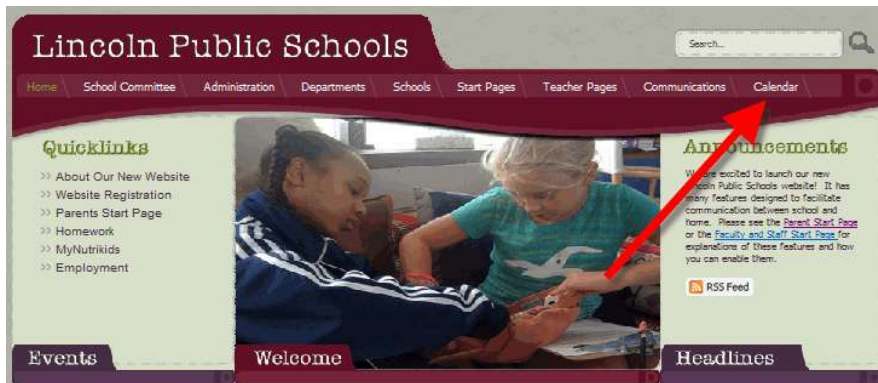 Lincoln Public Schools
Search...
Home School Committee Administration Departments Schools Start Pages Teacher Pages Communications Calendar
Quicklinks
>> About Our New Website
>> Website Registration
>> Parents Start Page
>> Homework
>> MyNutrikids
>> Employment
Announcements
We are excited to launch our new
Lincoln Public Schools website! It has
many features designed to facilitate
communication between school and
home. Please see the Parent Start Page
or the Faculty and Staff Start Page for
explanations of these features and how
you can enable them.
RSS Feed
Events
Welcome
Headlines